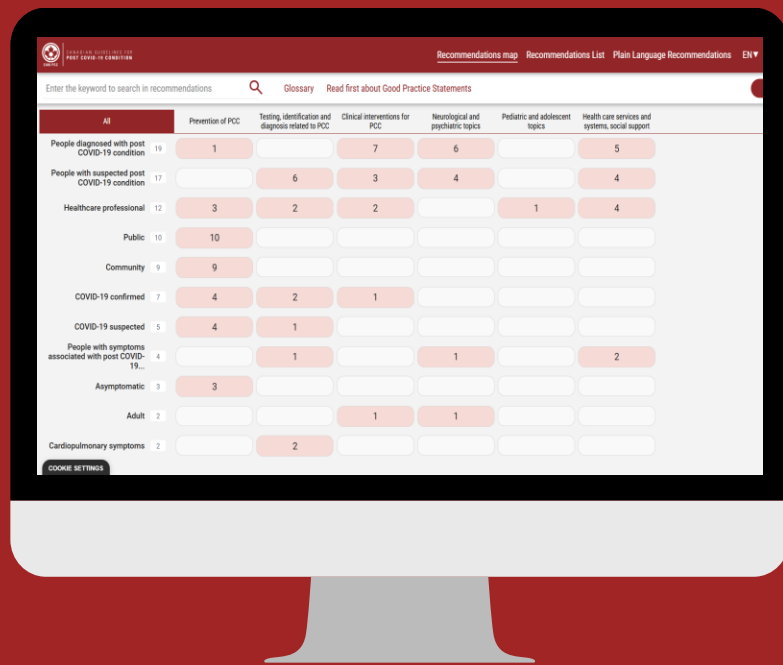 CANADIAN GUIDELINES FOR
POST COVID-19 CONDITION
CAN-PCC
Recommendations map Recommendations List Plain Language Recommendations EN▼
Enter the keyword to search in recommendations Glossary Read first about Good Practice Statements
All
Prevention of PCC
Testing, identification and
diagnosis related to PCC
Clinical interventions for
PCC
Neurological and
psychiatric topics
Pediatric and adolescent
topics
Health care services and
systems, social support
People diagnosed with post
COVID-19 condition 19 1 7 6 5
People with suspected post
COVID-19 condition 17 6 3 4 4
Healthcare professional 12 3 2 2 1 4
Public 10 10
Community 9 9
COVID-19 confirmed 7 4 2 1
COVID-19 suspected 5 4 1
People with symptoms
associated with post COVID-
19... 4 1 1 2
Asymptomatic 3 3
Adult 2 1 1
Cardiopulmonary symptoms 2 2
COOKIE SETTINGS